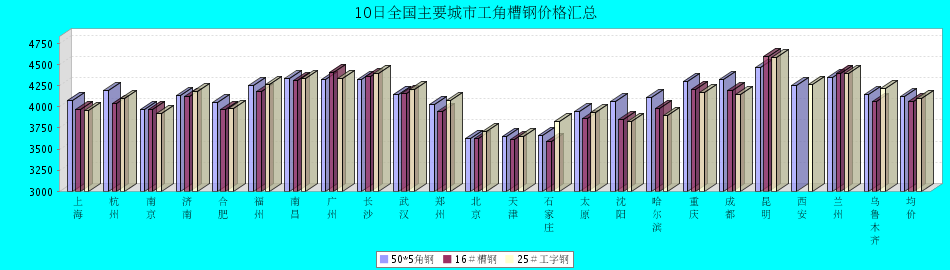 10日全国主要城市工角槽钢价格汇总
4750
4500
4250
4000
3750
3500
3250
3000
上海
杭州
南京
济南
合肥
福州
南昌
广州
长沙
武汉
郑州
北京
天津
石家庄
太原
沈阳
哈尔滨
重庆
成都
昆明
西安
兰州
乌鲁木齐
均价
50*5角钢 16#槽钢 25#工字钢